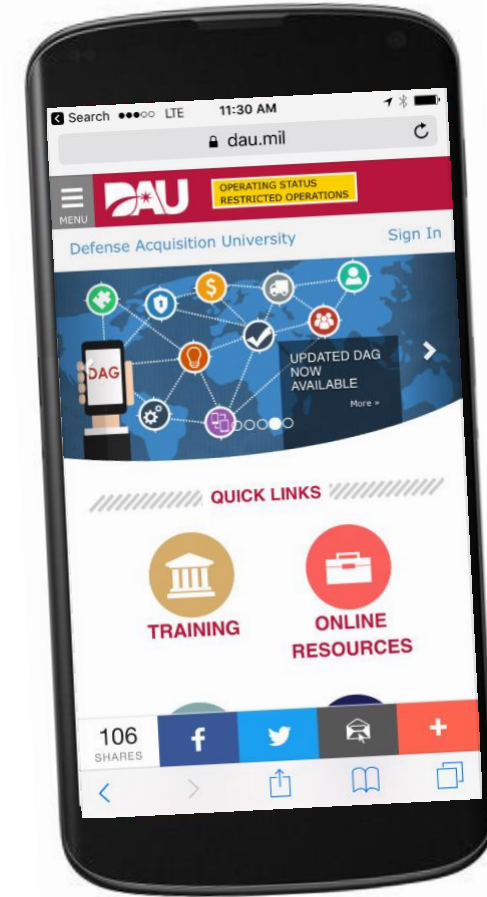 Search LTE 11:30 AM
dau.mil
MENU
DAU
OPERATING STATUS
RESTRICTED OPERATIONS
Defense Acquisition University
Sign In
DAG
UPDATED DAG
NOW
AVAILABLE
More »
QUICK LINKS
TRAINING
ONLINE
RESOURCES
106
SHARES